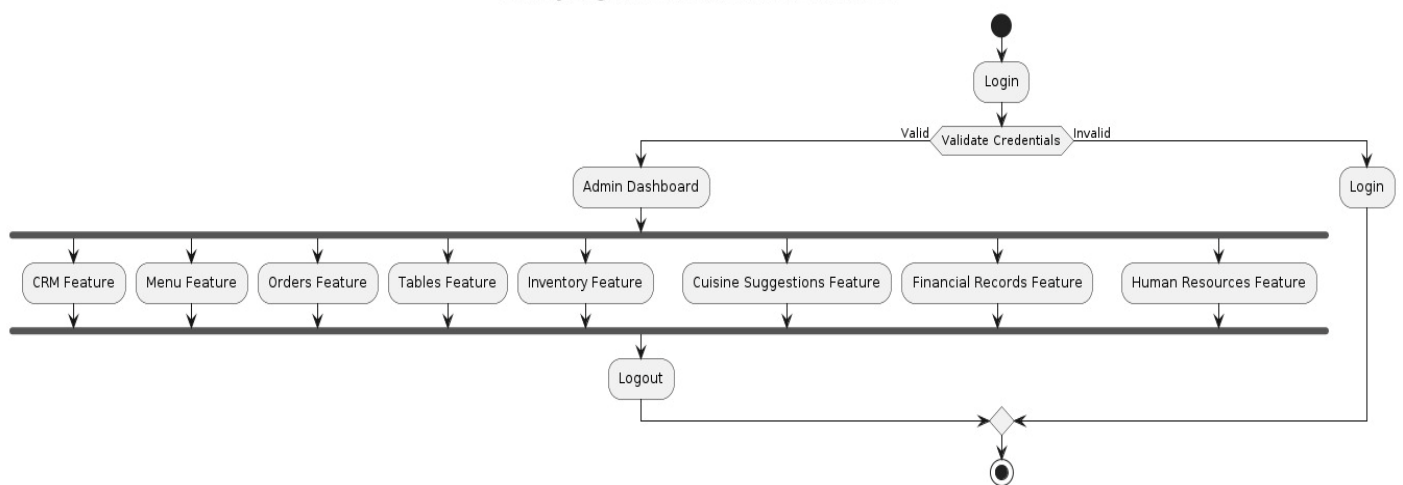 Login
Valid
Validate Credentials
Invalid
Admin Dashboard
Login
CRM Feature
Menu Feature
Orders Feature
Tables Feature
Inventory Feature
Cuisine Suggestions Feature
Financial Records Feature
Human Resources Feature
Logout